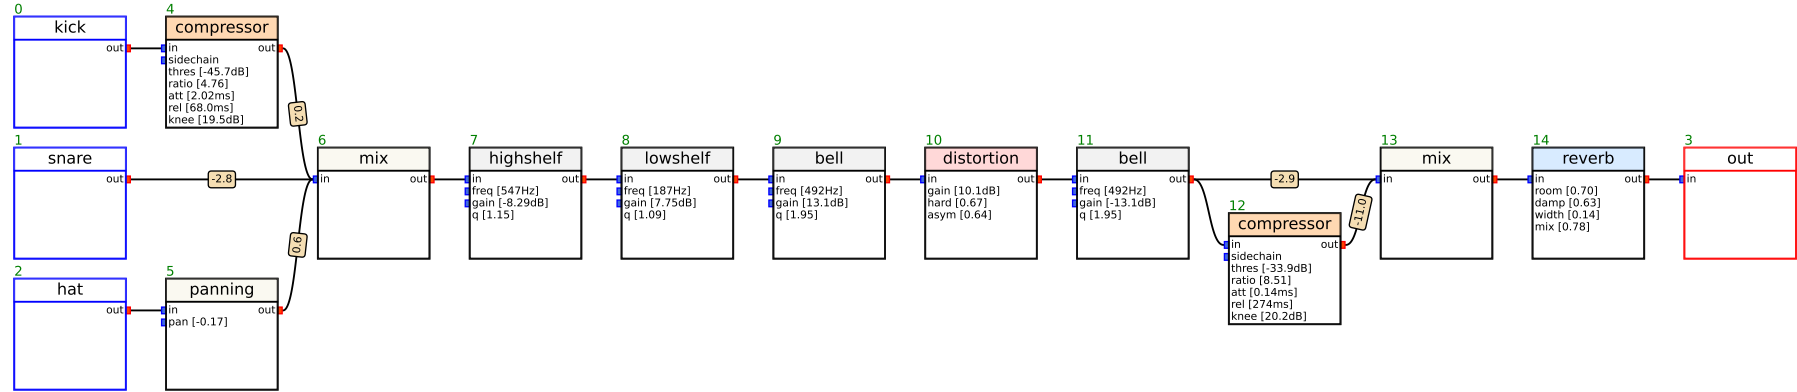 0
kick
out
4
compressor
in out
sidechain
thres [-45.7dB]
ratio [4.76]
att [2.02ms]
rel [68.0ms]
knee [19.5dB]
0.2
1
snare
out
-2.8
2
hat
out
5
panning
in out
pan [-0.17]
0.6
6
mix
in out
7
highshelf
in out
freq [547Hz]
gain [-8.29dB]
q [1.15]
8
lowshelf
in out
freq [187Hz]
gain [7.75dB]
q [1.09]
9
bell
in out
freq [492Hz]
gain [13.1dB]
q [1.95]
10
distortion
in out
gain [10.1dB]
hard [0.67]
asym [0.64]
11
bell
in out
freq [492Hz]
gain [-13.1dB]
q [1.95]
-2.9
12
compressor
in out
sidechain
thres [-33.9dB]
ratio [8.51]
att [0.14ms]
rel [274ms]
knee [20.2dB]
-11.0
13
mix
in out
14
reverb
in out
room [0.70]
damp [0.63]
width [0.14]
mix [0.78]
3
out
in